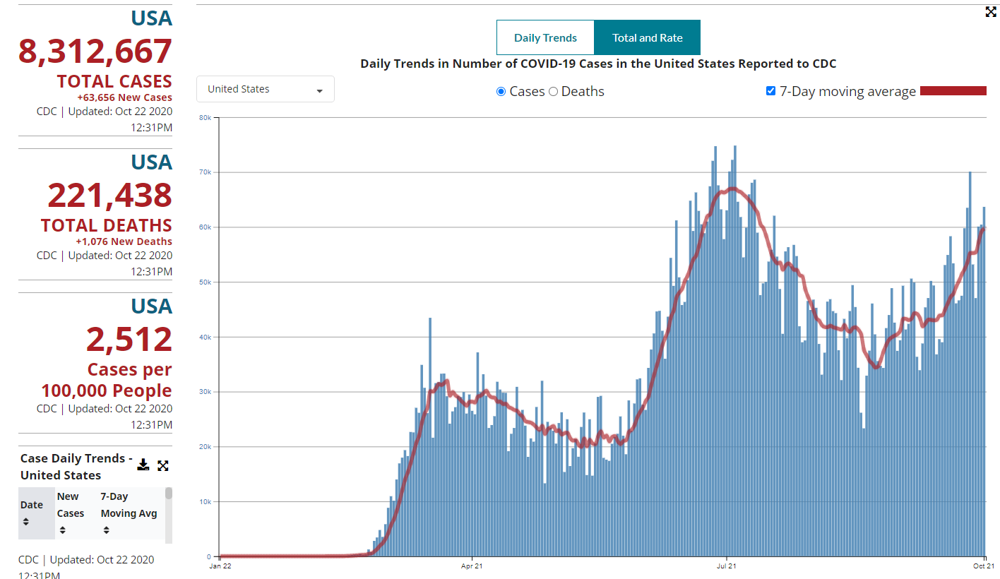 USA
8,312,667
TOTAL CASES
+63,656 New Cases
CDC | Updated: Oct 22 2020
12:31PM
USA
221,438
TOTAL DEATHS
+1,076 New Deaths
CDC | Updated: Oct 22 2020
12:31PM
USA
2,512
Cases per
100,000 People
CDC | Updated: Oct 22 2020
12:31PM
Case Daily Trends -
United States
Date
New
Cases
7-Day
Moving Avg
CDC | Updated: Oct 22 2020
12:31PM
Daily Trends
Total and Rate
Daily Trends in Number of COVID-19 Cases in the United States Reported to CDC
United States
Cases
Deaths
7-Day moving average
80k
70k
60k
50k
40k
30k
20k
10k
0
Jan 22
Apr 21
Jul 21
Oct 21